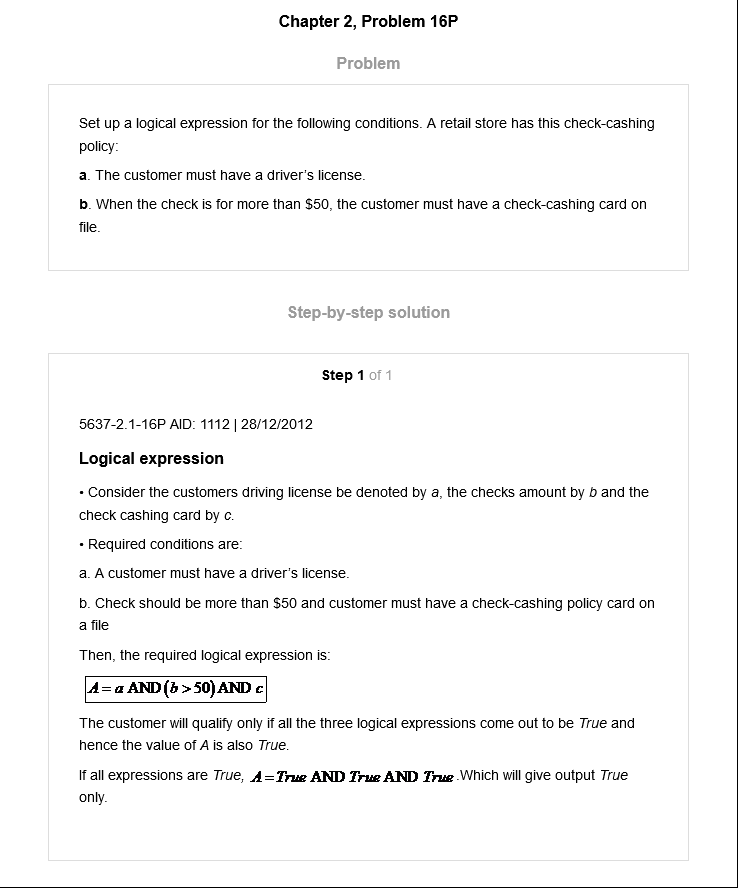 Chapter 2, Problem 16P
Problem
Set up a logical expression for the following conditions. A retail store has this check-cashing
policy:
a. The customer must have a driver’s license.
b. When the check is for more than $50, the customer must have a check-cashing card on
file.
Step-by-step solution
Step 1 of 1
5637-2.1-16P AID: 1112 | 28/12/2012
Logical expression
• Consider the customers driving license be denoted by a, the checks amount by b and the
check cashing card by c.
• Required conditions are:
a. A customer must have a driver’s license.
b. Check should be more than $50 and customer must have a check-cashing policy card on
a file
Then, the required logical expression is:
A = a AND (b > 50) AND c
The customer will qualify only if all the three logical expressions come out to be True and
hence the value of A is also True.
If all expressions are True, A = True AND True AND True .Which will give output True
only.